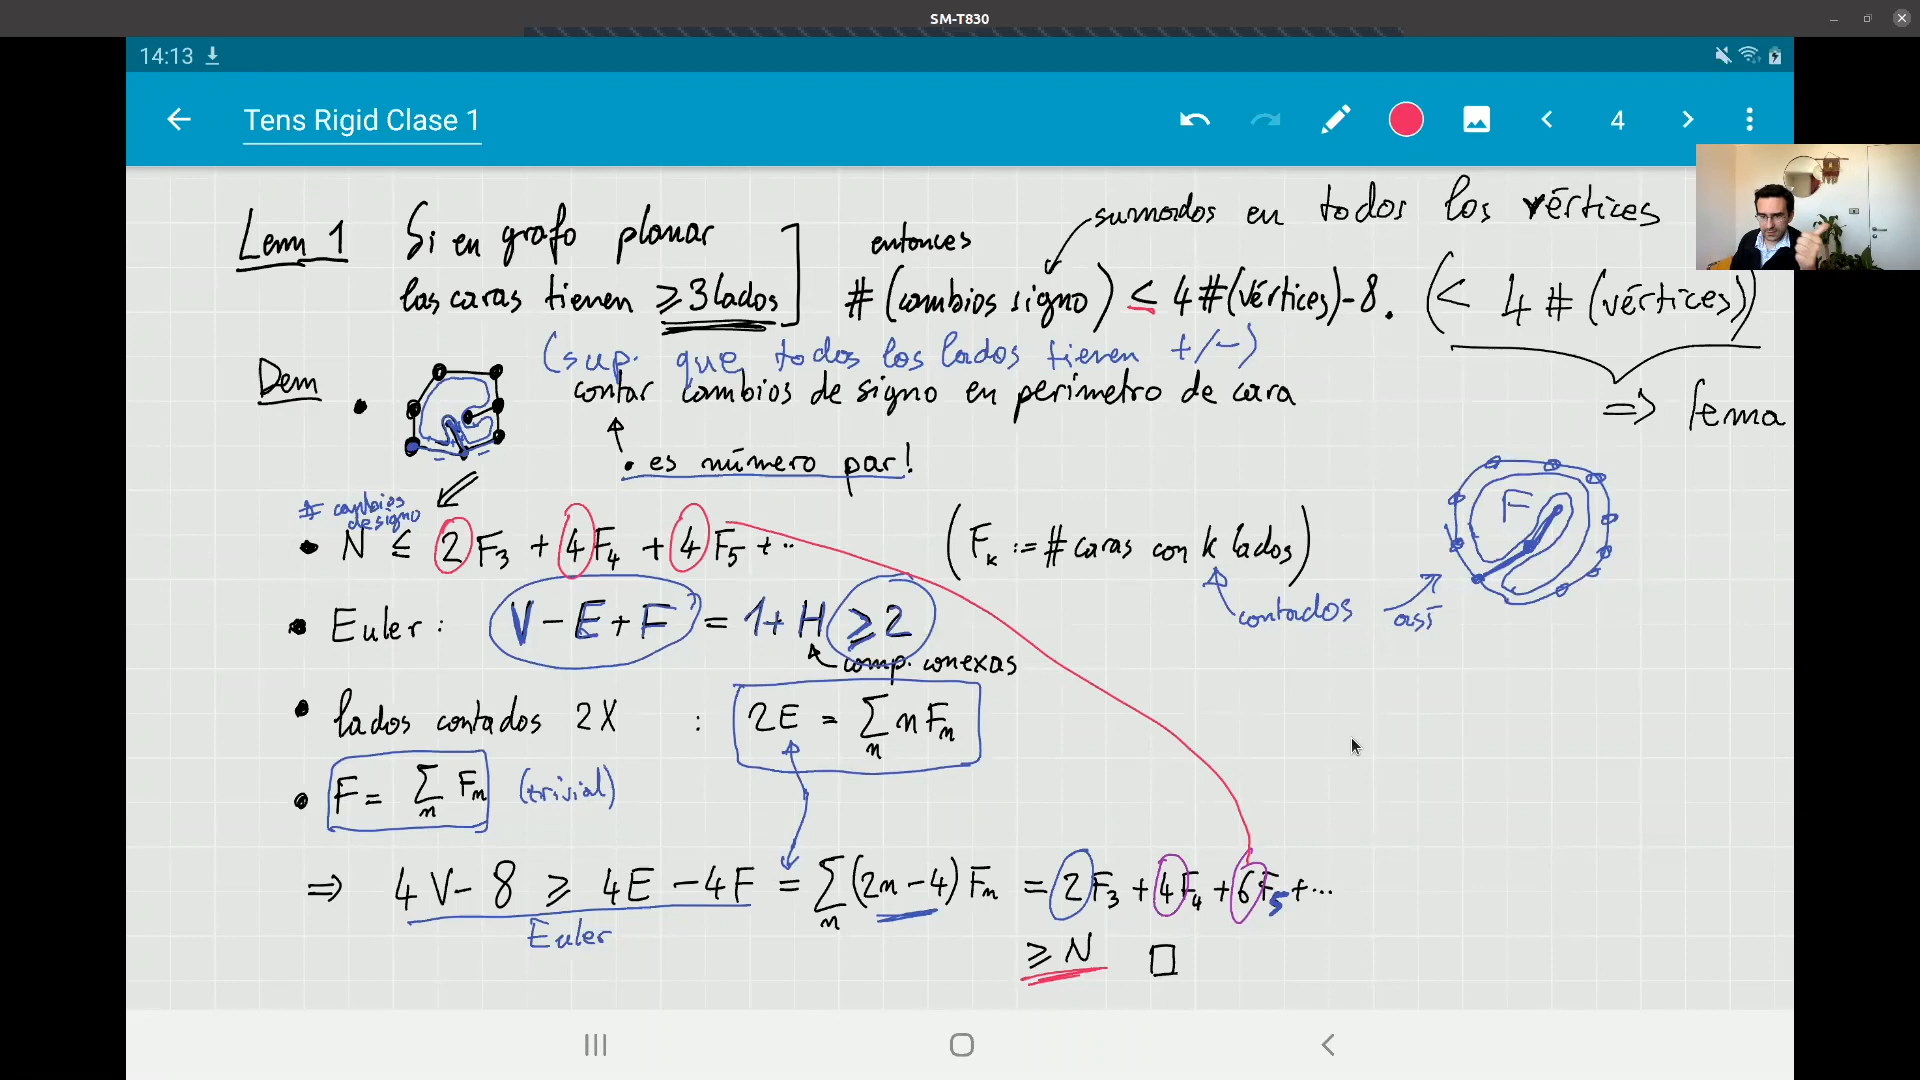 SM-T830
14:13
Tens Rigid Clase 1
4
Lem 1 Si en grafo planar las caras tienen ≥3 lados
entonces
sumados en todos los vértices
#(cambios signo) ≤ 4#(vértices)-8. (< 4#(vértices))
(sup. que todos los lados tienen +/-)
=> lema
Dem
• contar cambios de signo en perímetro de cara
• es número par!
# cambios de signo
• N ≤ 2F₃ + 4F₄ + 4F₅ + ··
(Fₖ := # caras con k lados)
contados así
F
• Euler: V - E + F = 1 + H ≥ 2
comp. conexas
• lados contados 2X : 2E = ∑ₙ n Fₙ
• F = ∑ₙ Fₙ (trivial)
=> 4V - 8 ≥ 4E - 4F = ∑ₙ (2n-4) Fₙ = 2F₃ + 4F₄ + 6F₅ + ···
Euler
≥ N □